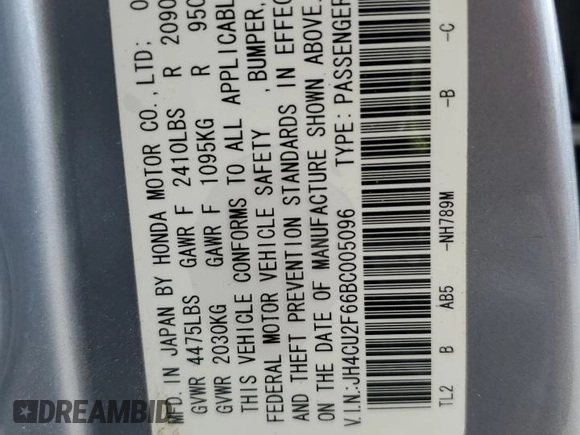 MFD. IN JAPAN BY HONDA MOTOR CO., LTD: 0
GVWR 4475LBS GAWR F 2410LBS R 2090
GVWR 2030KG GAWR F 1095KG R 950
THIS VEHICLE CONFORMS TO ALL APPLICABL
FEDERAL MOTOR VEHICLE SAFETY , BUMPER,
AND THEFT PREVENTION STANDARDS IN EFFEC
ON THE DATE OF MANUFACTURE SHOWN ABOVE.
V.I.N.:JH4CU2F66BC005096 TYPE: PASSENGER
TL2 B AB5 -NH789M -B -C
DREAMBID